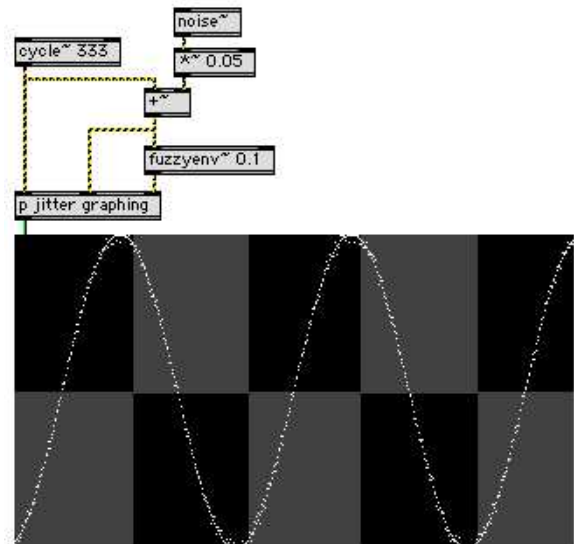 noise~
cycle~ 333
*~ 0.05
+~
fuzzyenv~ 0.1
p jitter graphing